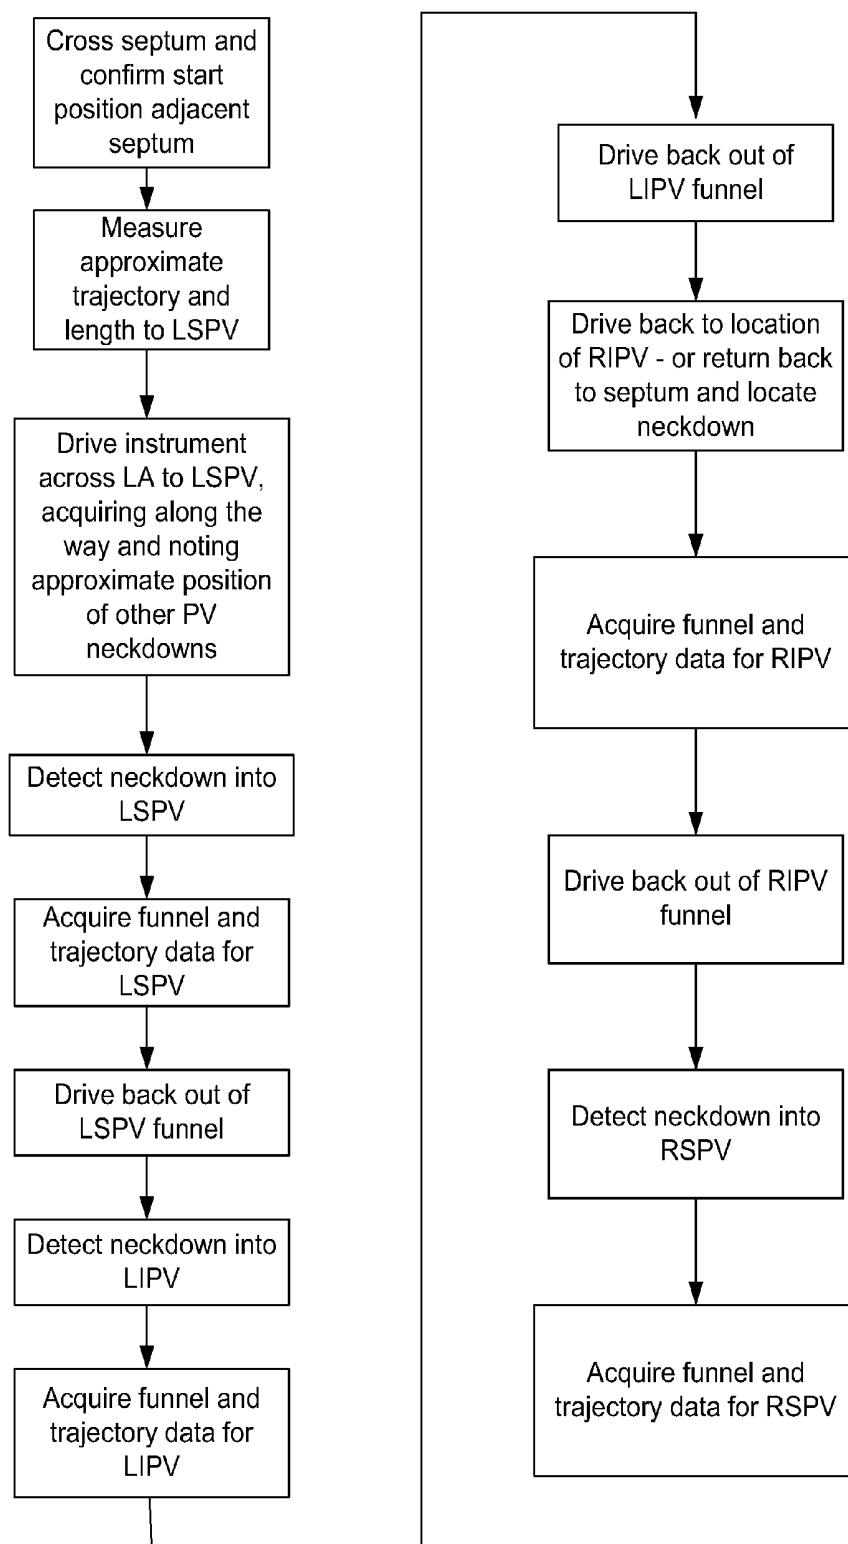 Cross septum and
confirm start
position adjacent
septum
Measure
approximate
trajectory and
length to LSPV
Drive instrument
across LA to LSPV,
acquiring along the
way and noting
approximate position
of other PV
neckdowns
Detect neckdown into
LSPV
Acquire funnel and
trajectory data for
LSPV
Drive back out of
LSPV funnel
Detect neckdown into
LIPV
Acquire funnel and
trajectory data for
LIPV
Drive back out of
LIPV funnel
Drive back to location
of RIPV - or return back
to septum and locate
neckdown
Acquire funnel and
trajectory data for RIPV
Drive back out of RIPV
funnel
Detect neckdown into
RSPV
Acquire funnel and
trajectory data for RSPV